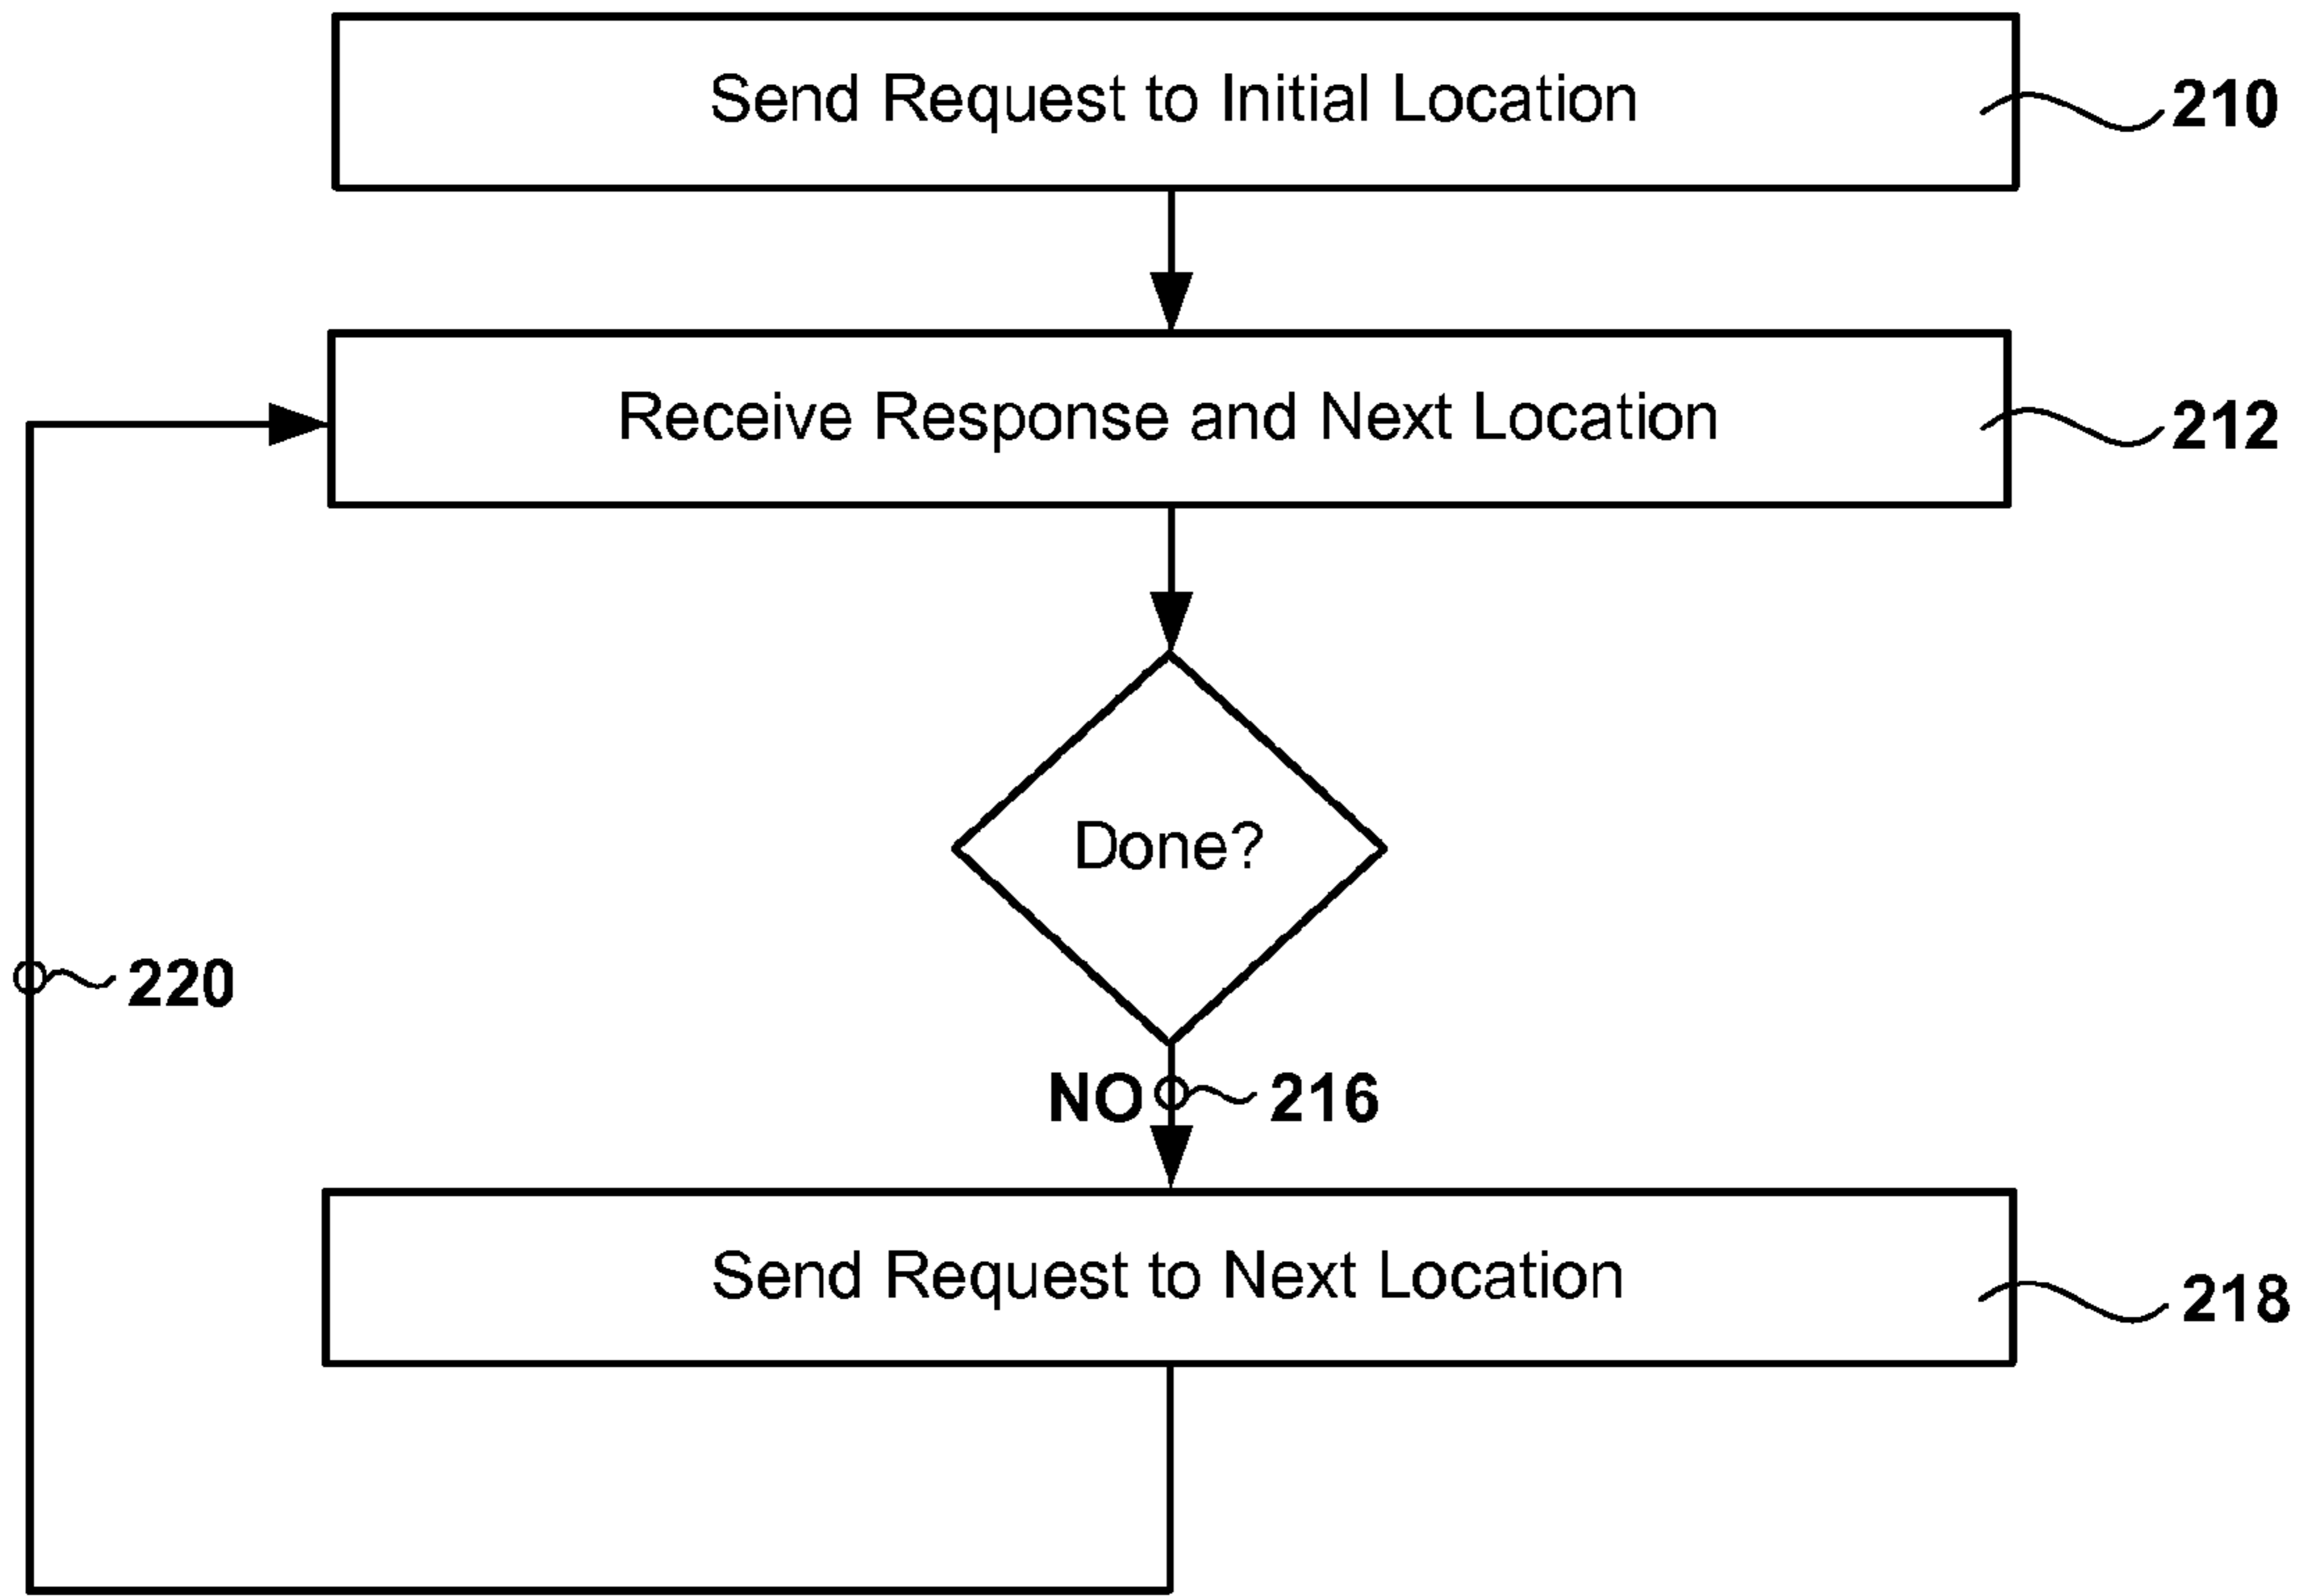 Send Request to Initial Location
210
Receive Response and Next Location
212
Done?
220
NO
216
Send Request to Next Location
218